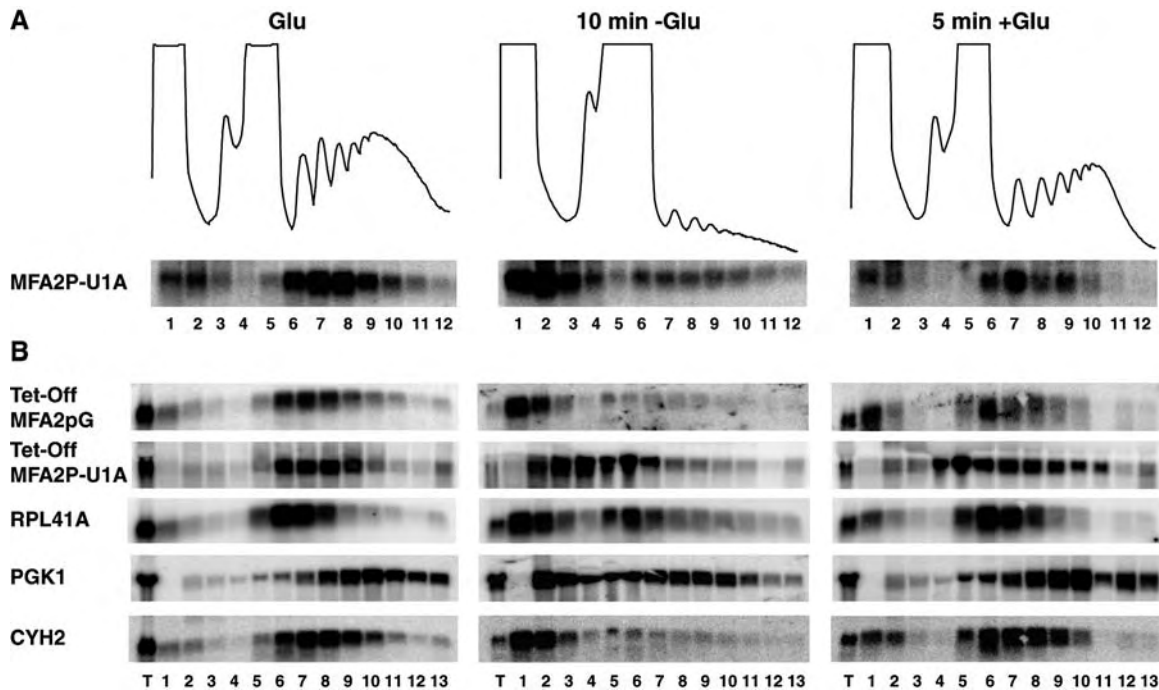 A
Glu
10 min -Glu
5 min +Glu
MFA2P-U1A
1 2 3 4 5 6 7 8 9 10 11 12
1 2 3 4 5 6 7 8 9 10 11 12
1 2 3 4 5 6 7 8 9 10 11 12
B
Tet-Off
MFA2pG
Tet-Off
MFA2P-U1A
RPL41A
PGK1
CYH2
T 1 2 3 4 5 6 7 8 9 10 11 12 13
T 1 2 3 4 5 6 7 8 9 10 11 12 13
T 1 2 3 4 5 6 7 8 9 10 11 12 13